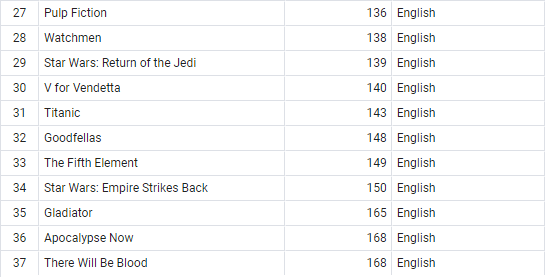 27 Pulp Fiction 136 English
28 Watchmen 138 English
29 Star Wars: Return of the Jedi 139 English
30 V for Vendetta 140 English
31 Titanic 143 English
32 Goodfellas 148 English
33 The Fifth Element 149 English
34 Star Wars: Empire Strikes Back 150 English
35 Gladiator 165 English
36 Apocalypse Now 168 English
37 There Will Be Blood 168 English